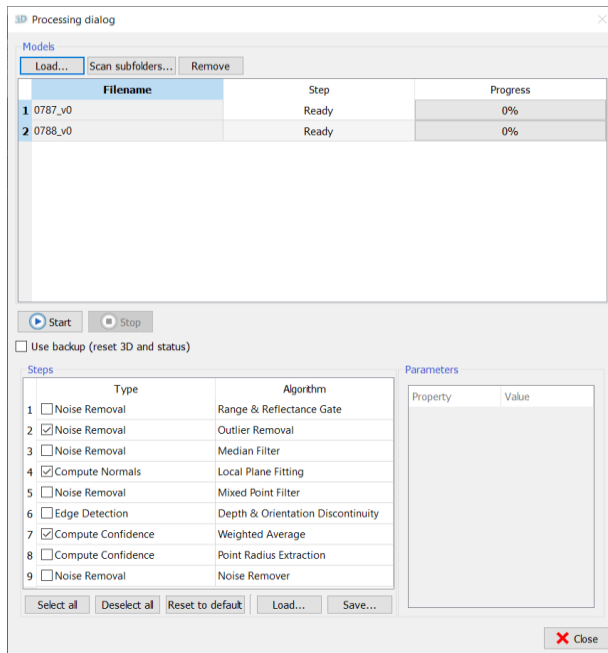 3D Processing dialog
Models
Load... Scan subfolders... Remove
Filename Step Progress
1 0787_v0 Ready 0%
2 0788_v0 Ready 0%
Start Stop
Use backup (reset 3D and status)
Steps
Type Algorithm
1 Noise Removal Range & Reflectance Gate
2 Noise Removal Outlier Removal
3 Noise Removal Median Filter
4 Compute Normals Local Plane Fitting
5 Noise Removal Mixed Point Filter
6 Edge Detection Depth & Orientation Discontinuity
7 Compute Confidence Weighted Average
8 Compute Confidence Point Radius Extraction
9 Noise Removal Noise Remover
Select all Deselect all Reset to default Load... Save...
Parameters
Property Value
Close